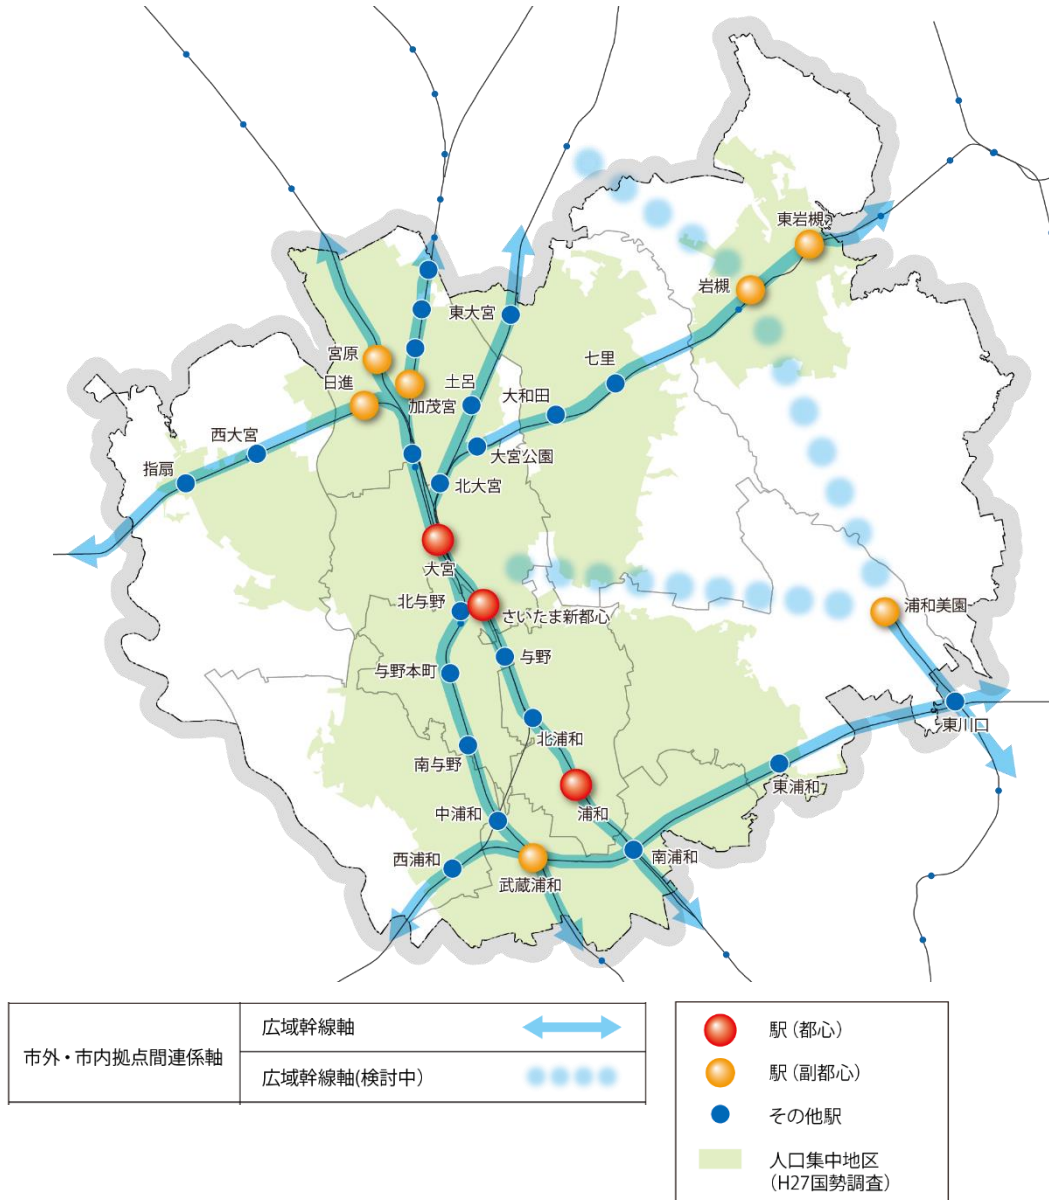 東岩槻
岩槻
東大宮
宮原
七里
日進
土呂
加茂宮
大和田
西大宮
大宮公園
指扇
北大宮
大宮
北与野
浦和美園
さいたま新都心
与野
与野本町
東川口
北浦和
南与野
東浦和
中浦和
浦和
西浦和
南浦和
武蔵浦和
市外・市内拠点間連係軸
広域幹線軸
広域幹線軸(検討中)
駅（都心）
駅（副都心）
その他駅
人口集中地区
（H27国勢調査）